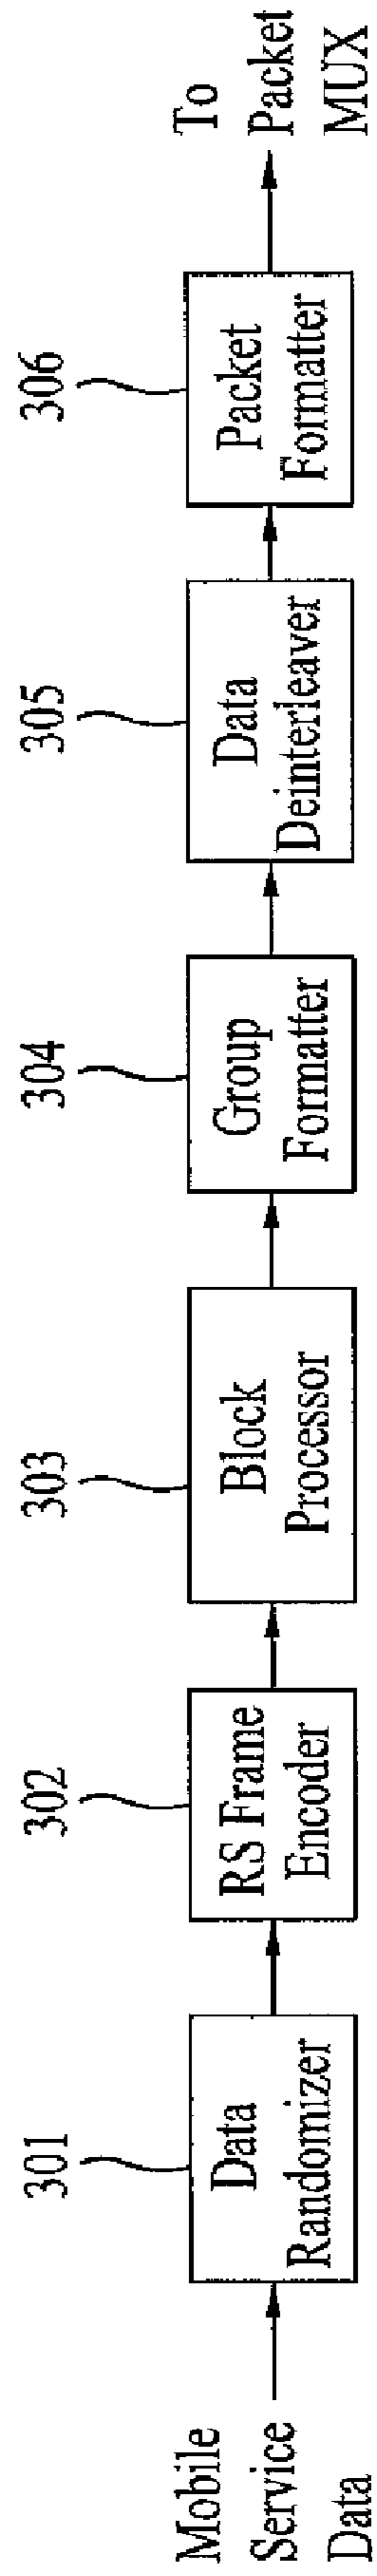 Mobile
Service
Data
301
Data
Randomizer
302
RS Frame
Encoder
303
Block
Processor
304
Group
Formatter
305
Data
Deinterleaver
306
Packet
Formatter
To
Packet
MUX